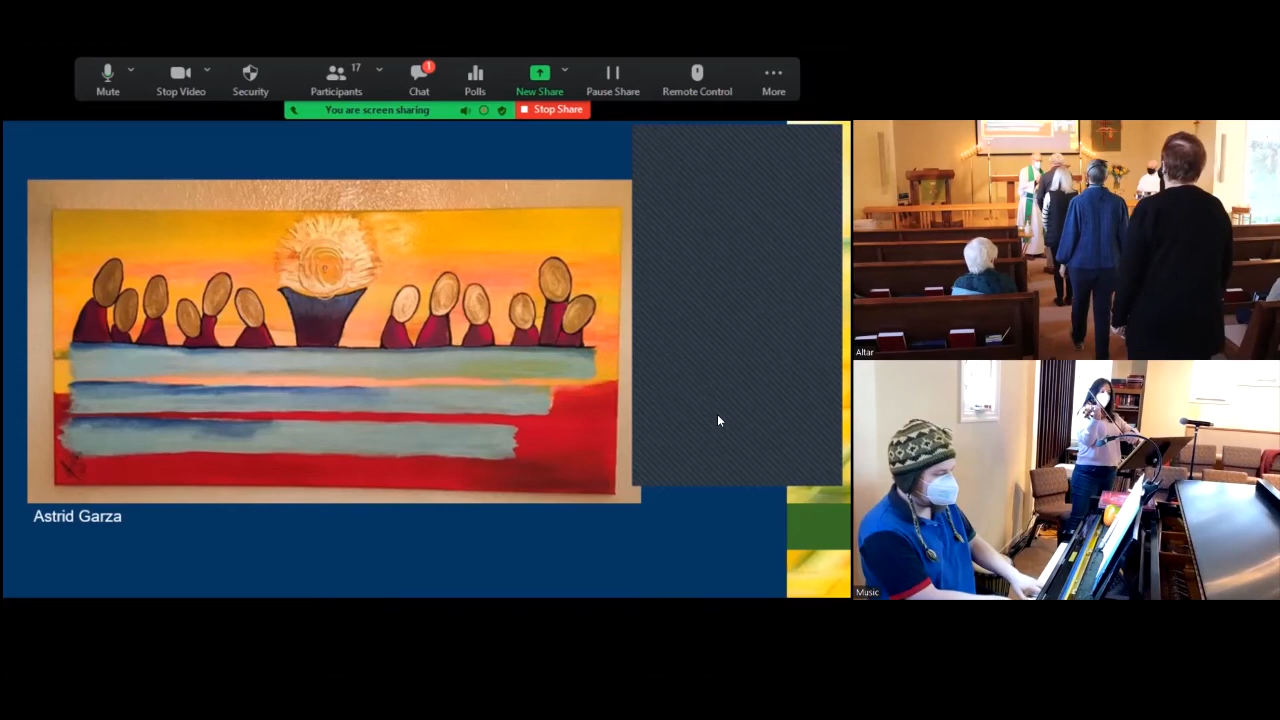 Mute
Stop Video
Security
17
Participants
1
Chat
Polls
New Share
Pause Share
Remote Control
More
You are screen sharing
Stop Share
Astrid Garza
Altar
Music